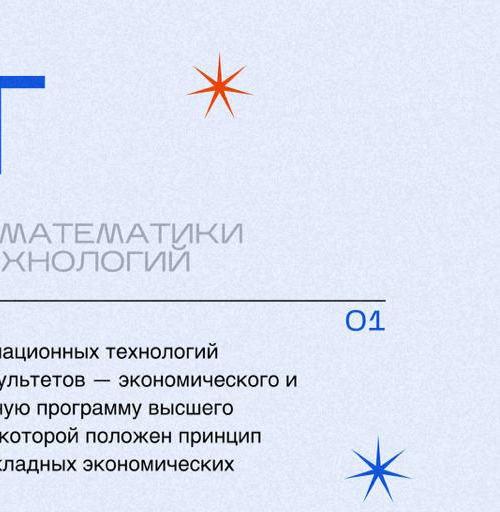 Т
МАТЕМАТИКИ
ХНОЛОГИЙ
01
ационных технологий
ультетов — экономического и
ную программу высшего
которой положен принцип
кладных экономических